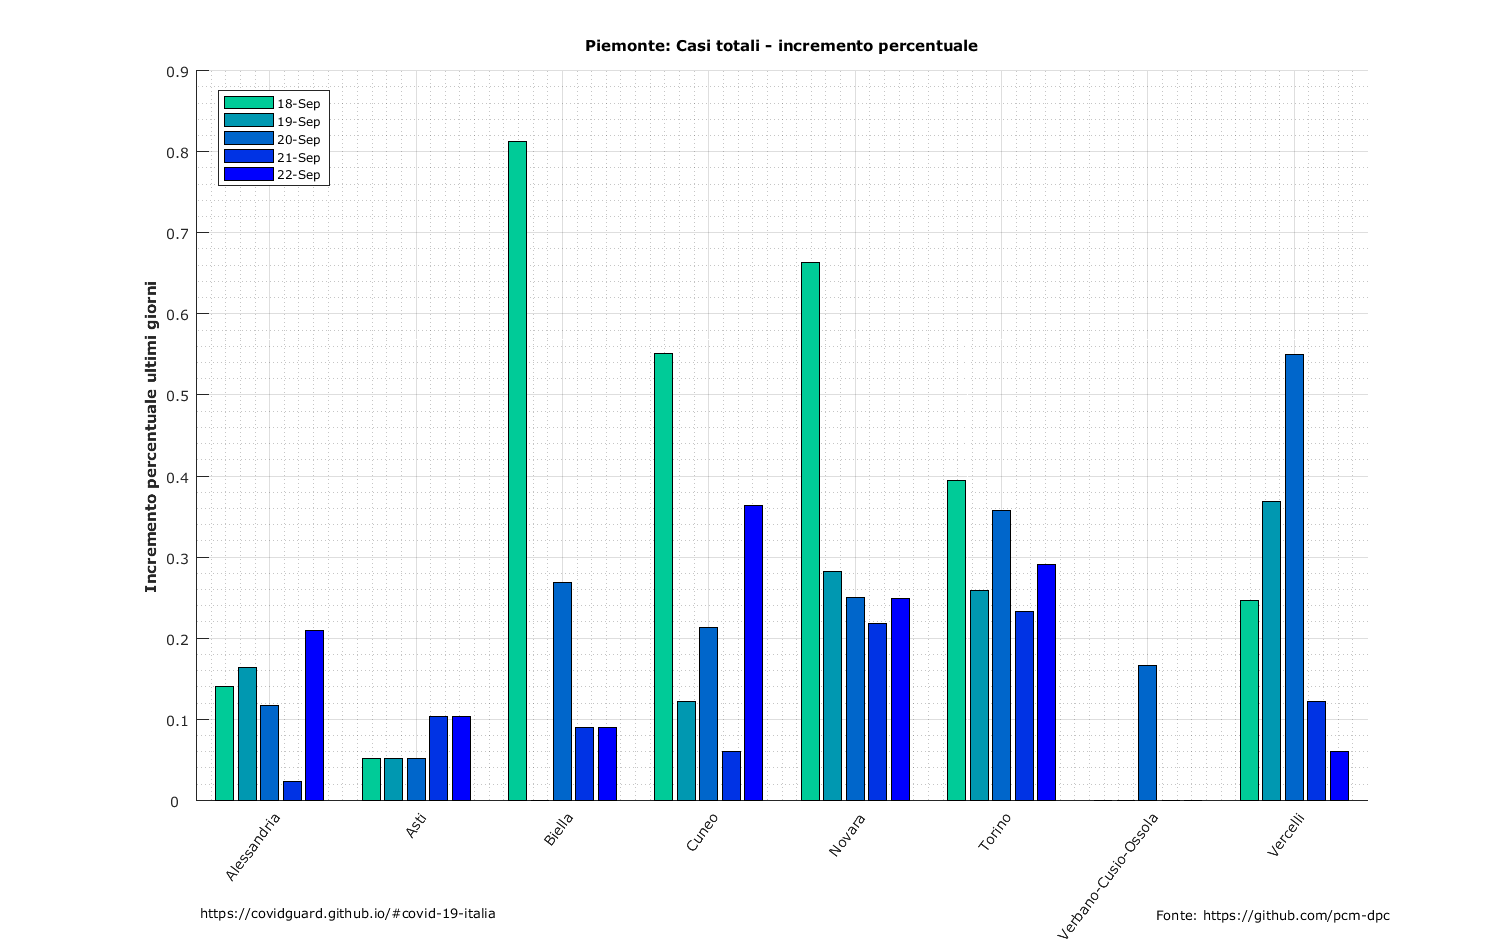 Piemonte: Casi totali - incremento percentuale
Incremento percentuale ultimi giorni
0.9
0.8
0.7
0.6
0.5
0.4
0.3
0.2
0.1
0
18-Sep
19-Sep
20-Sep
21-Sep
22-Sep
Alessandria
Asti
Biella
Cuneo
Novara
Torino
Verbano-Cusio-Ossola
Vercelli
https://covidguard.github.io/#covid-19-italia
Fonte: https://github.com/pcm-dpc